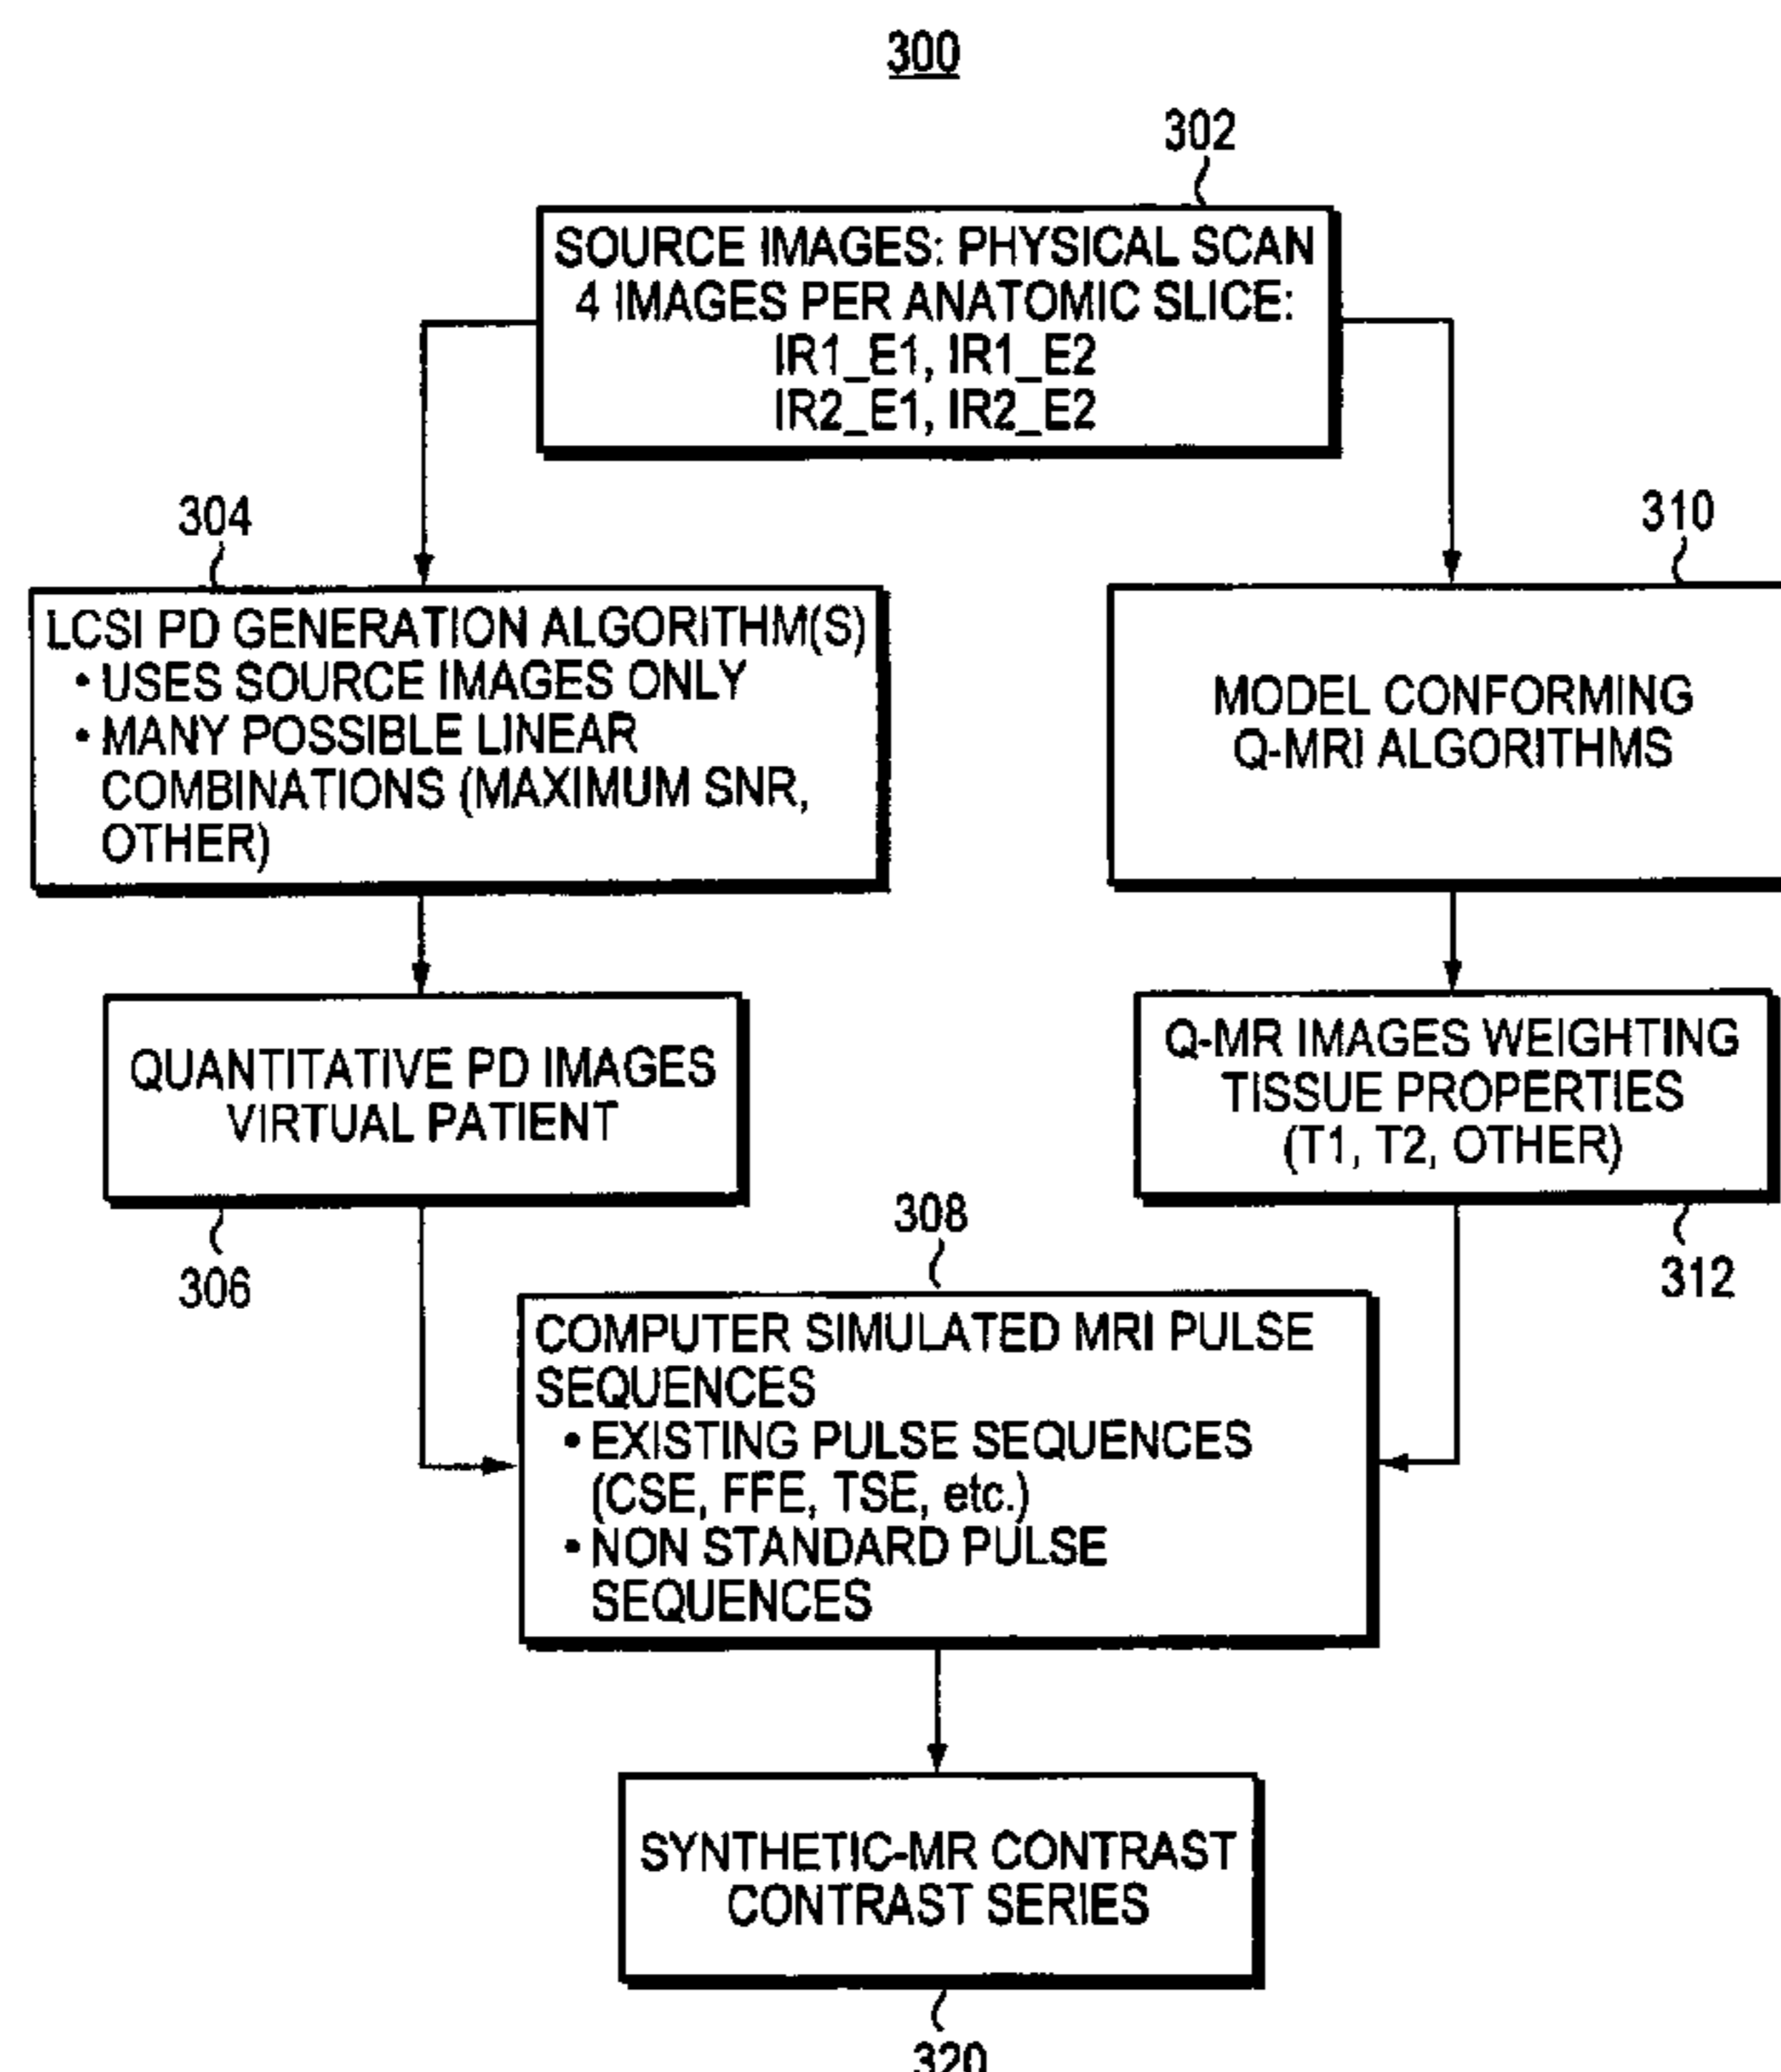 300
302
SOURCE IMAGES: PHYSICAL SCAN
4 IMAGES PER ANATOMIC SLICE:
IR1_E1, IR1_E2
IR2_E1, IR2_E2
304
LCSI PD GENERATION ALGORITHM(S)
• USES SOURCE IMAGES ONLY
• MANY POSSIBLE LINEAR
COMBINATIONS (MAXIMUM SNR,
OTHER)
310
MODEL CONFORMING
Q-MRI ALGORITHMS
QUANTITATIVE PD IMAGES
VIRTUAL PATIENT
306
Q-MR IMAGES WEIGHTING
TISSUE PROPERTIES
(T1, T2, OTHER)
312
308
COMPUTER SIMULATED MRI PULSE
SEQUENCES
• EXISTING PULSE SEQUENCES
(CSE, FFE, TSE, etc.)
• NON STANDARD PULSE
SEQUENCES
SYNTHETIC-MR CONTRAST
CONTRAST SERIES
320